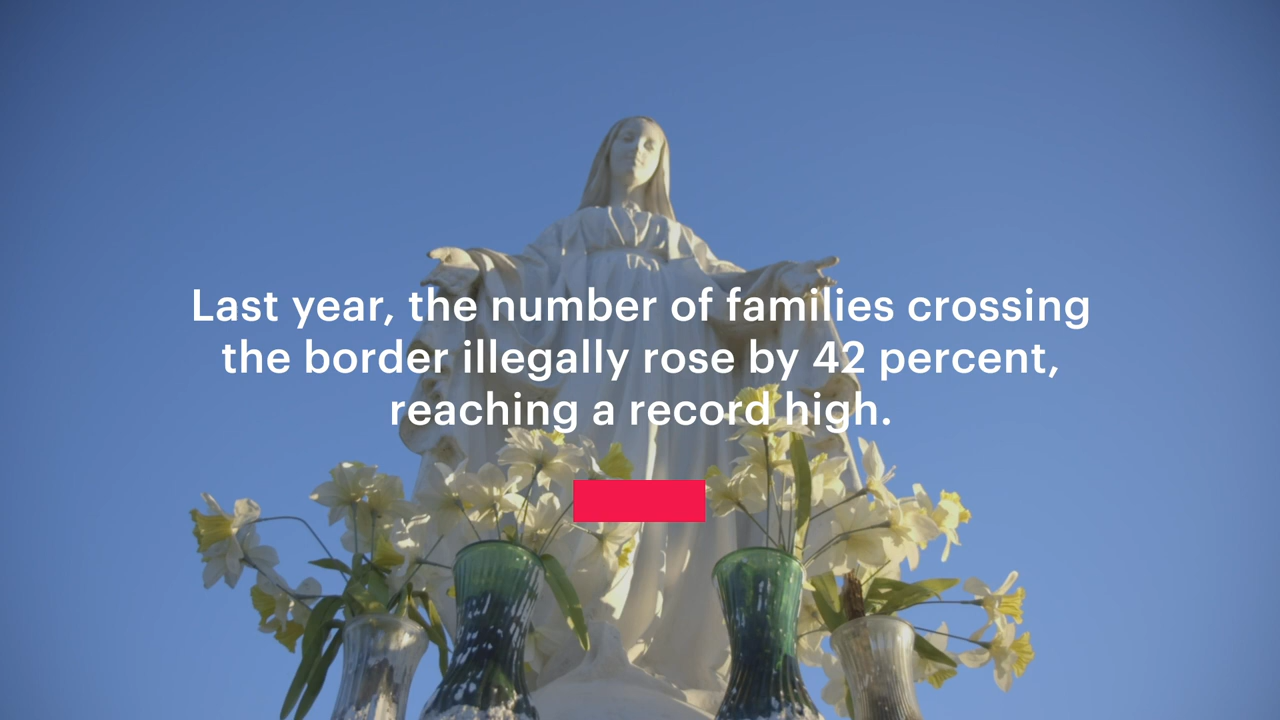 Last year, the number of families crossing
the border illegally rose by 42 percent,
reaching a record high.